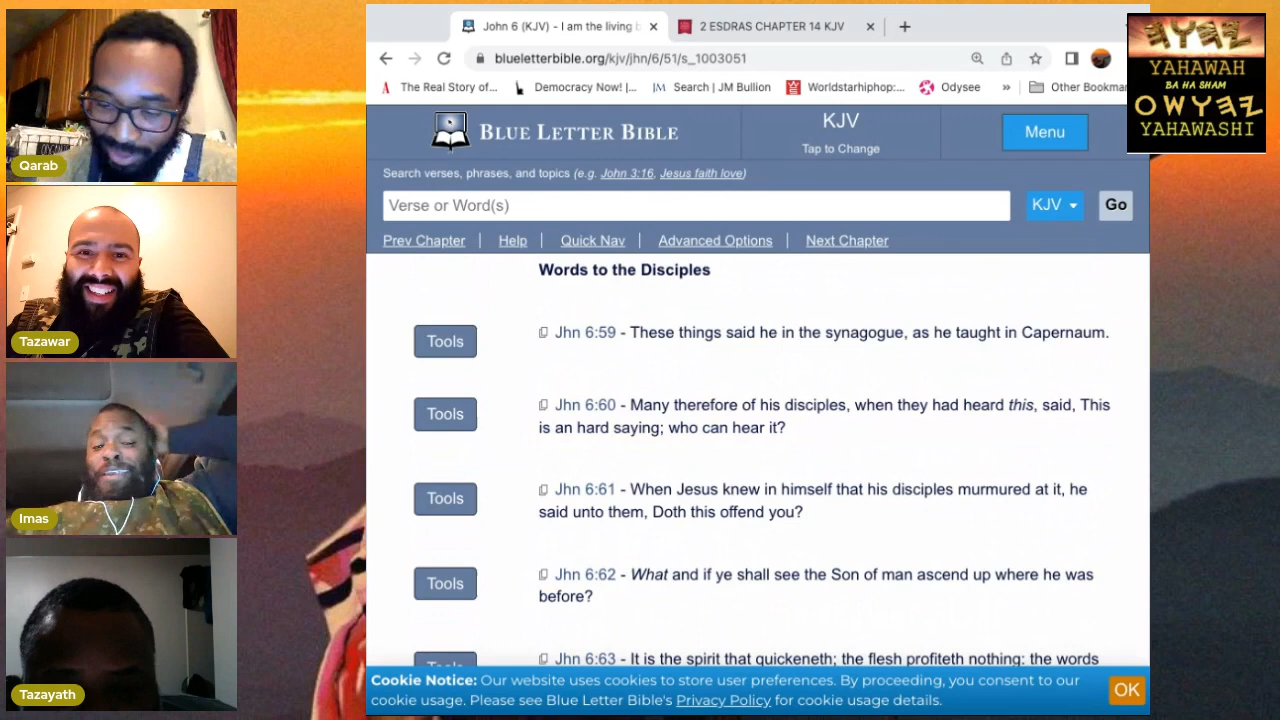 Qarab
Tazawar
Imas
Tazayath
John 6 (KJV) - I am the living b
2 ESDRAS CHAPTER 14 KJV
blueletterbible.org/kjv/jhn/6/51/s_1003051
The Real Story of...
Democracy Now! |...
Search | JM Bullion
Worldstarhiphop:...
Odysee
»
Other Bookmar
BLUE LETTER BIBLE
KJV
Tap to Change
Menu
Search verses, phrases, and topics (e.g. John 3:16, Jesus faith love)
Verse or Word(s)
KJV
Go
Prev Chapter | Help | Quick Nav | Advanced Options | Next Chapter
Words to the Disciples
Tools
Jhn 6:59 - These things said he in the synagogue, as he taught in Capernaum.
Tools
Jhn 6:60 - Many therefore of his disciples, when they had heard this, said, This
is an hard saying; who can hear it?
Tools
Jhn 6:61 - When Jesus knew in himself that his disciples murmured at it, he
said unto them, Doth this offend you?
Tools
Jhn 6:62 - What and if ye shall see the Son of man ascend up where he was
before?
Tools
Jhn 6:63 - It is the spirit that quickeneth; the flesh profiteth nothing: the words
Cookie Notice: Our website uses cookies to store user preferences. By proceeding, you consent to our
cookie usage. Please see Blue Letter Bible's Privacy Policy for cookie usage details.
OK
YAHAWAH
BA HA SHAM
YAHAWASHI